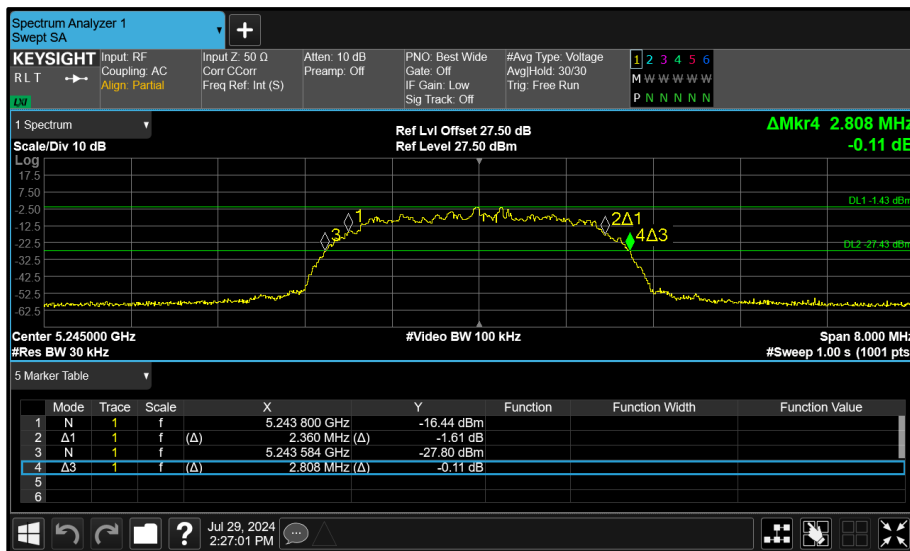 Spectrum Analyzer 1
Swept SA
KEYSIGHT
R L T
LXI
Input: RF
Coupling: AC
Align: Partial
Input Z: 50 Ω
Corr CCorr
Freq Ref: Int (S)
Atten: 10 dB
Preamp: Off
PNO: Best Wide
Gate: Off
IF Gain: Low
Sig Track: Off
#Avg Type: Voltage
Avg|Hold: 30/30
Trig: Free Run
1 2 3 4 5 6
M W W W W W
P N N N N N
1 Spectrum
Scale/Div 10 dB
Ref Lvl Offset 27.50 dB
Ref Level 27.50 dBm
ΔMkr4 2.808 MHz
-0.11 dB
Log
17.5
7.50
-2.50
-12.5
-22.5
-32.5
-42.5
-52.5
-62.5
DL1 -1.43 dBm
1
2Δ1
3
4Δ3
DL2 -27.43 dBm
Center 5.245000 GHz
#Video BW 100 kHz
Span 8.000 MHz
#Res BW 30 kHz
#Sweep 1.00 s (1001 pts
5 Marker Table
Mode Trace Scale X Y Function Function Width Function Value
1 N 1 f 5.243 800 GHz -16.44 dBm
2 Δ1 1 f (Δ) 2.360 MHz (Δ) -1.61 dB
3 N 1 f 5.243 584 GHz -27.80 dBm
4 Δ3 1 f (Δ) 2.808 MHz (Δ) -0.11 dB
5
6
?
Jul 29, 2024
2:27:01 PM